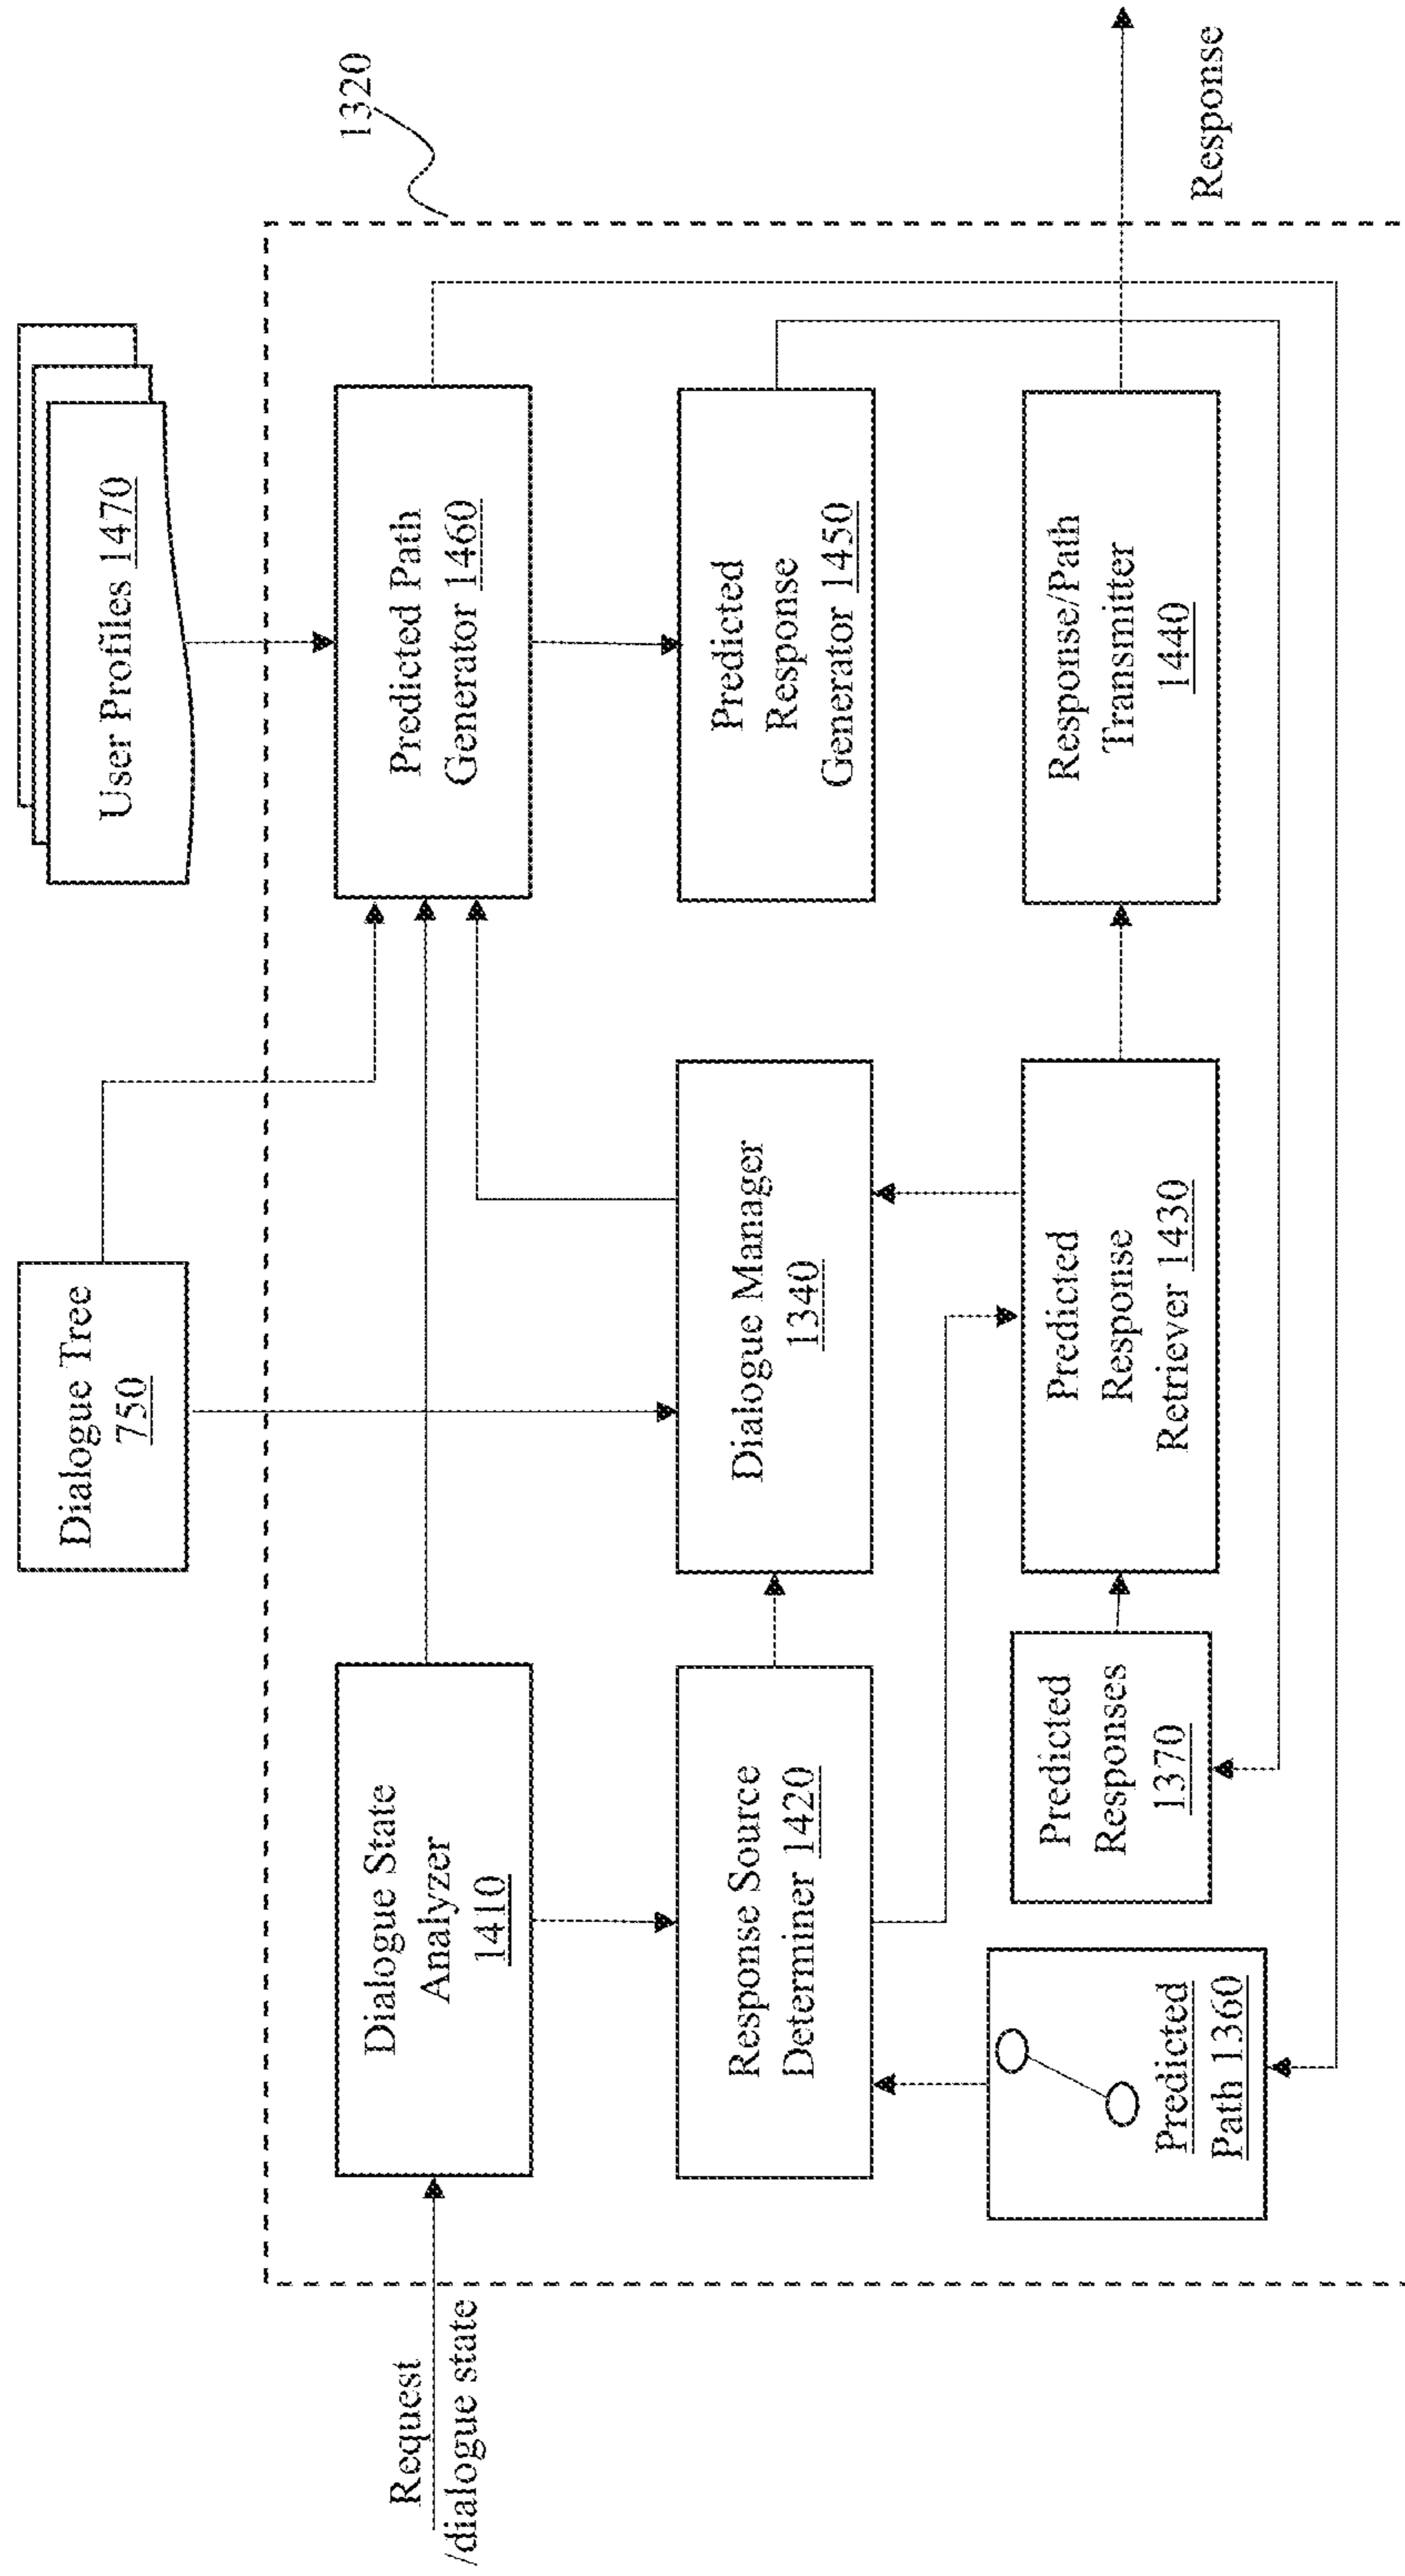 Dialogue Tree
750
User Profiles 1470
1320
Request
/dialogue state
Dialogue State
Analyzer
1410
Predicted Path
Generator 1460
Response Source
Determiner 1420
Dialogue Manager
1340
Predicted
Response
Generator 1450
Predicted
Path 1360
Predicted
Responses
1370
Predicted
Response
Retriever 1430
Response/Path
Transmitter
1440
Response